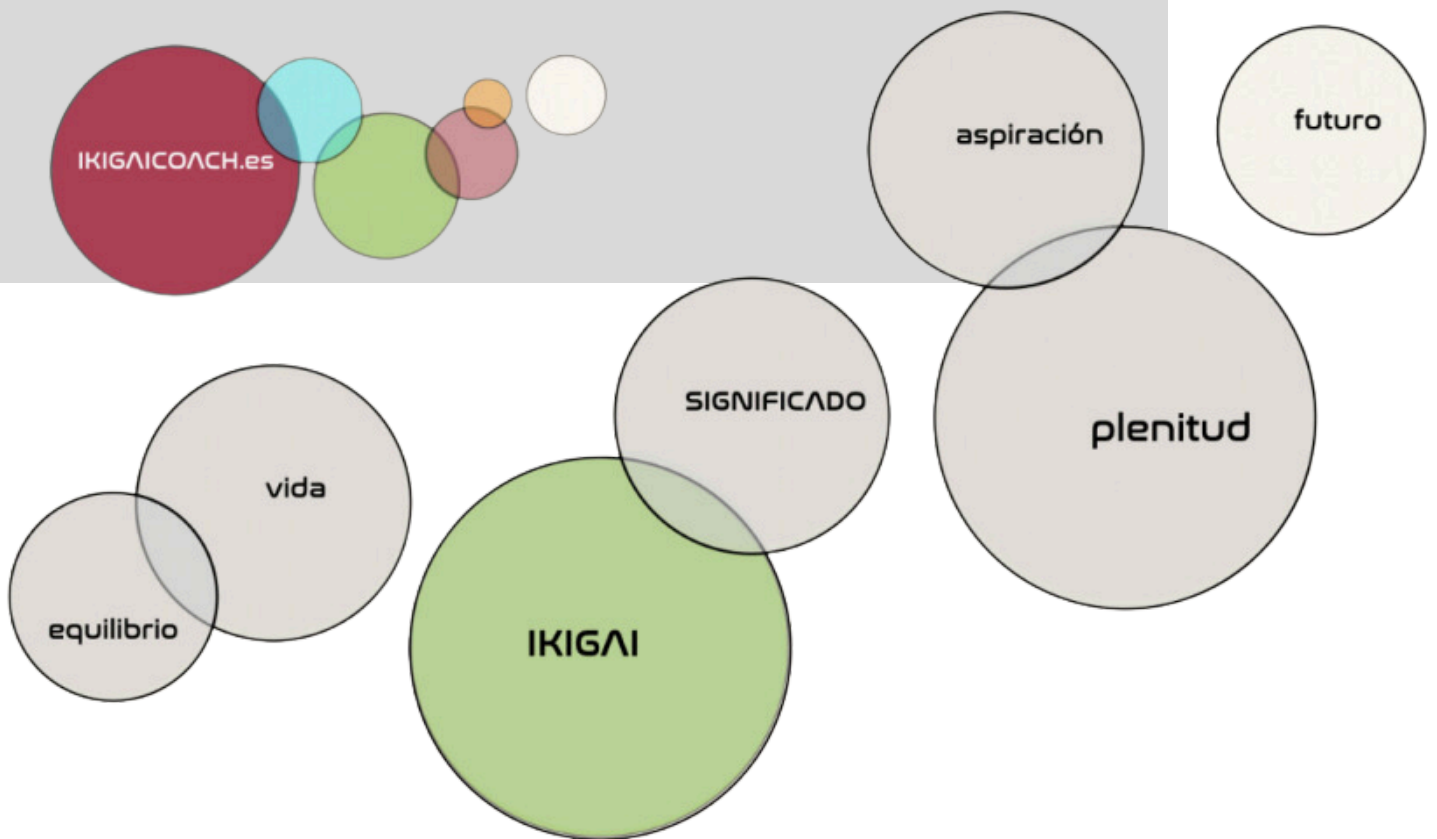 IKIGAICOACH.es
aspiración
futuro
SIGNIFICADO
plenitud
vida
equilibrio
IKIGAI